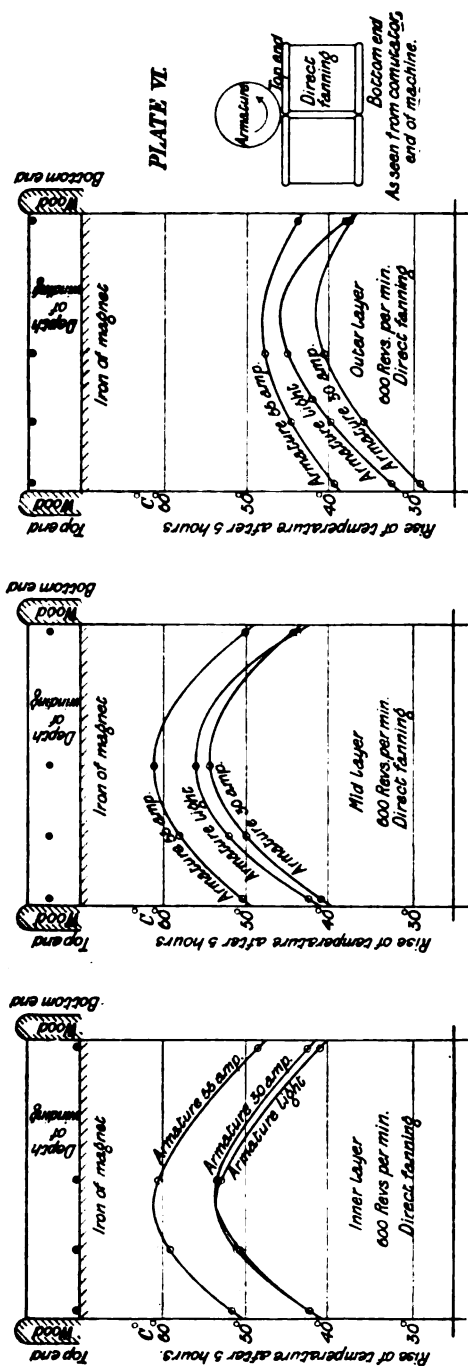 PLATE VI.
Top end
Wood
Depth
of
winding
Wood
Bottom end
Iron of magnet
°C.
60°
50°
40°
30°
Rise of temperature after 5 hours.
Armature amp.
Armature 30 amp.
Armature light
Inner Layer
600 Revs. per min.
Direct fanning
Top end
Wood
Depth
of
winding
Wood
Bottom end
Iron of magnet
°C.
60°
50°
40°
30°
Rise of temperature after 5 hours
Armature amp.
Armature light
Armature 30 amp.
Mid Layer
600 Revs. per min.
Direct fanning
Top end
Wood
Depth
of
winding
Wood
Bottom end
Iron of magnet
°C.
60°
50°
40°
30°
Rise of temperature after 5 hours
Armature amp.
Armature light
Armature 30 amp.
Outer Layer
600 Revs. per min.
Direct fanning
Armature
Top end
Direct
fanning
Bottom end
As seen from comutator
end of machine.